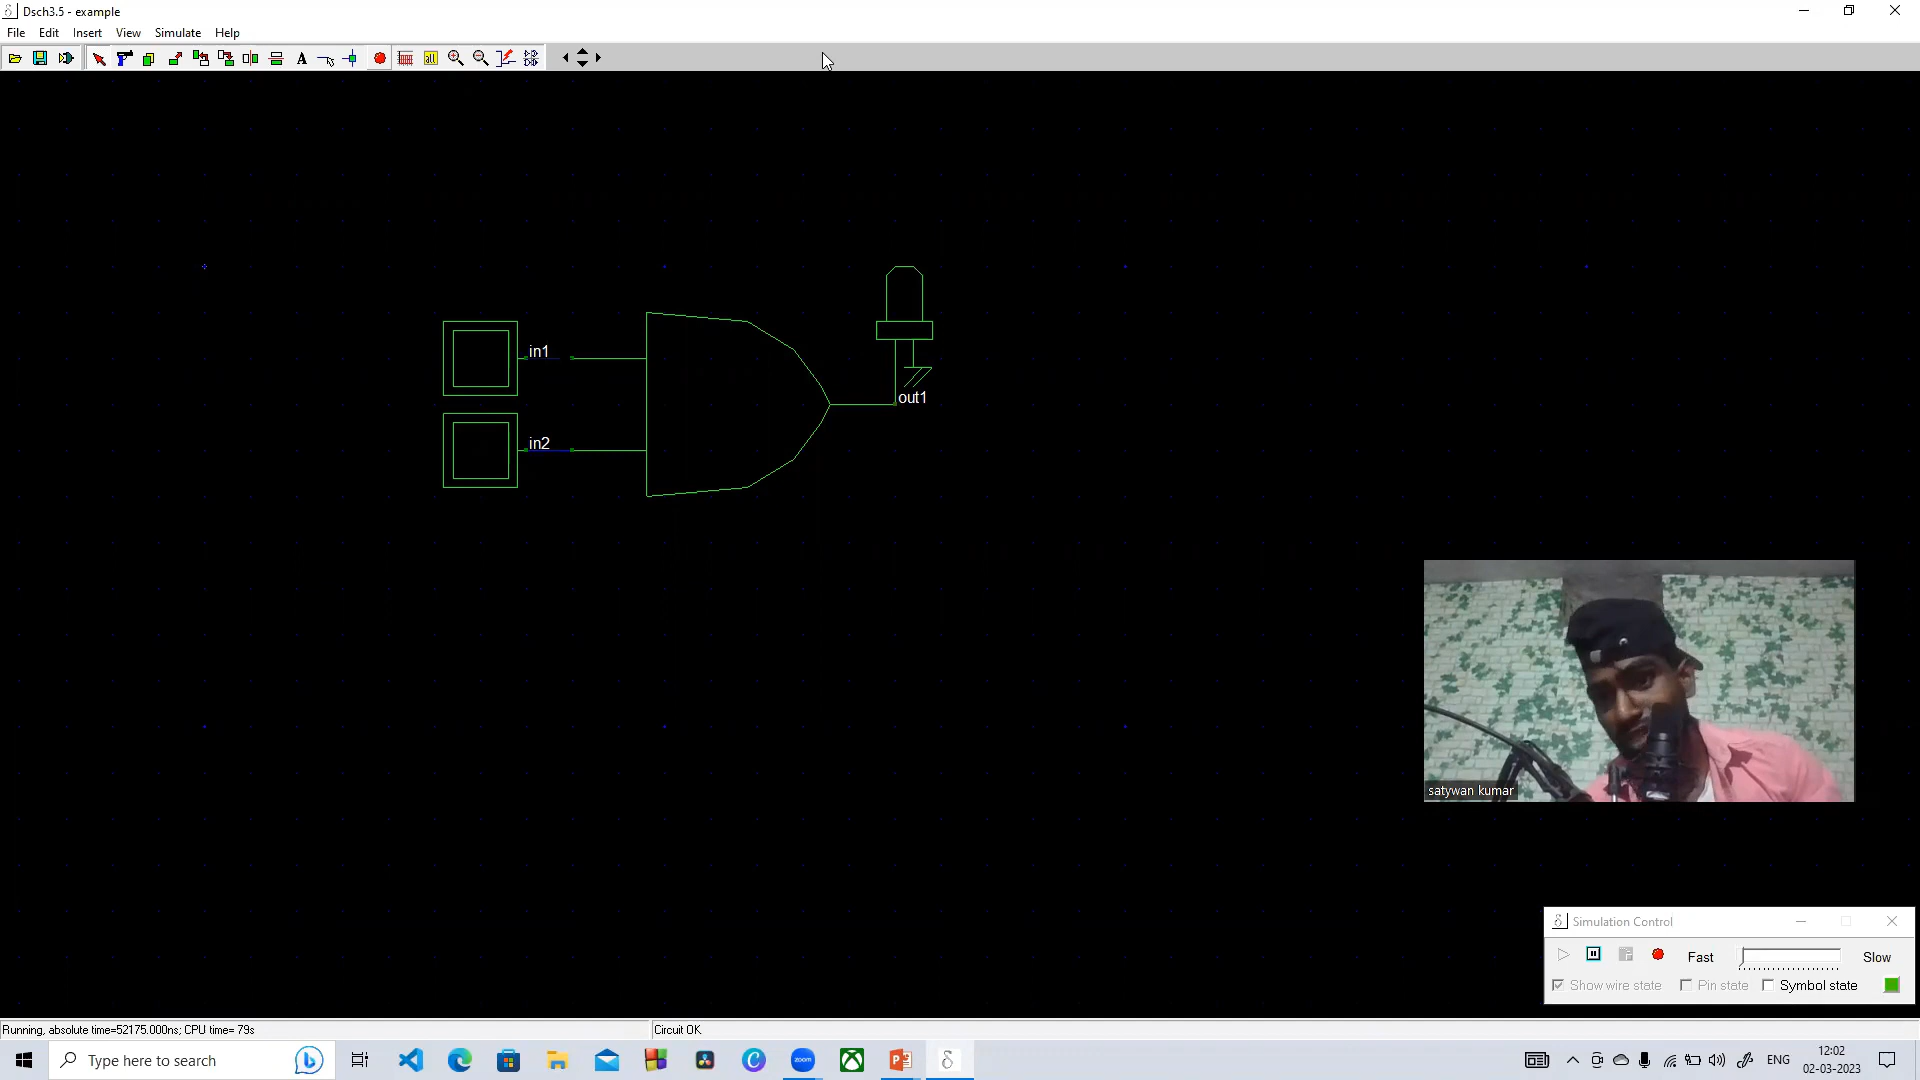 Dsch3.5 - example
File Edit Insert View Simulate Help
in1
out1
in2
satywan kumar
Simulation Control
Fast Slow
Show wire state Pin state Symbol state
Running, absolute time=52175.000ns; CPU time= 79s Circuit OK
Type here to search
zoom
ENG
12:02
02-03-2023